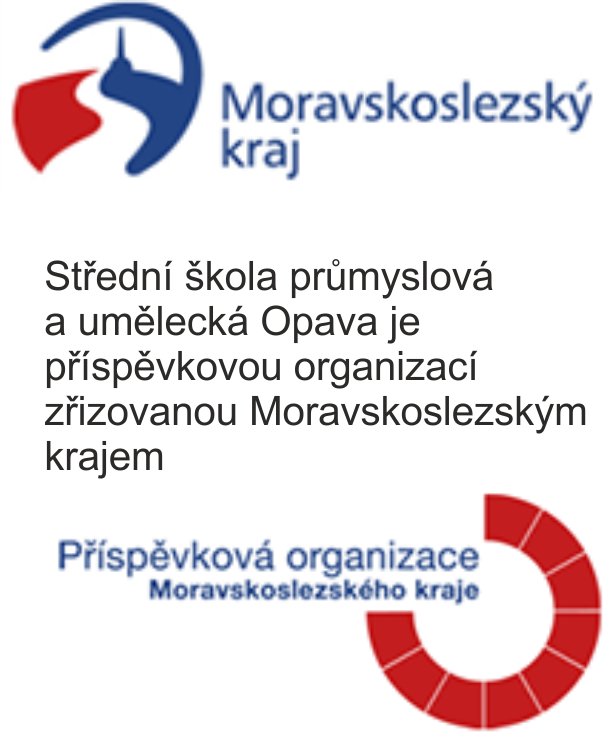 Moravskoslezský
kraj
Střední škola průmyslová
a umělecká Opava je
příspěvkovou organizací
zřizovanou Moravskoslezským
krajem
Příspěvková organizace
Moravskoslezského kraje